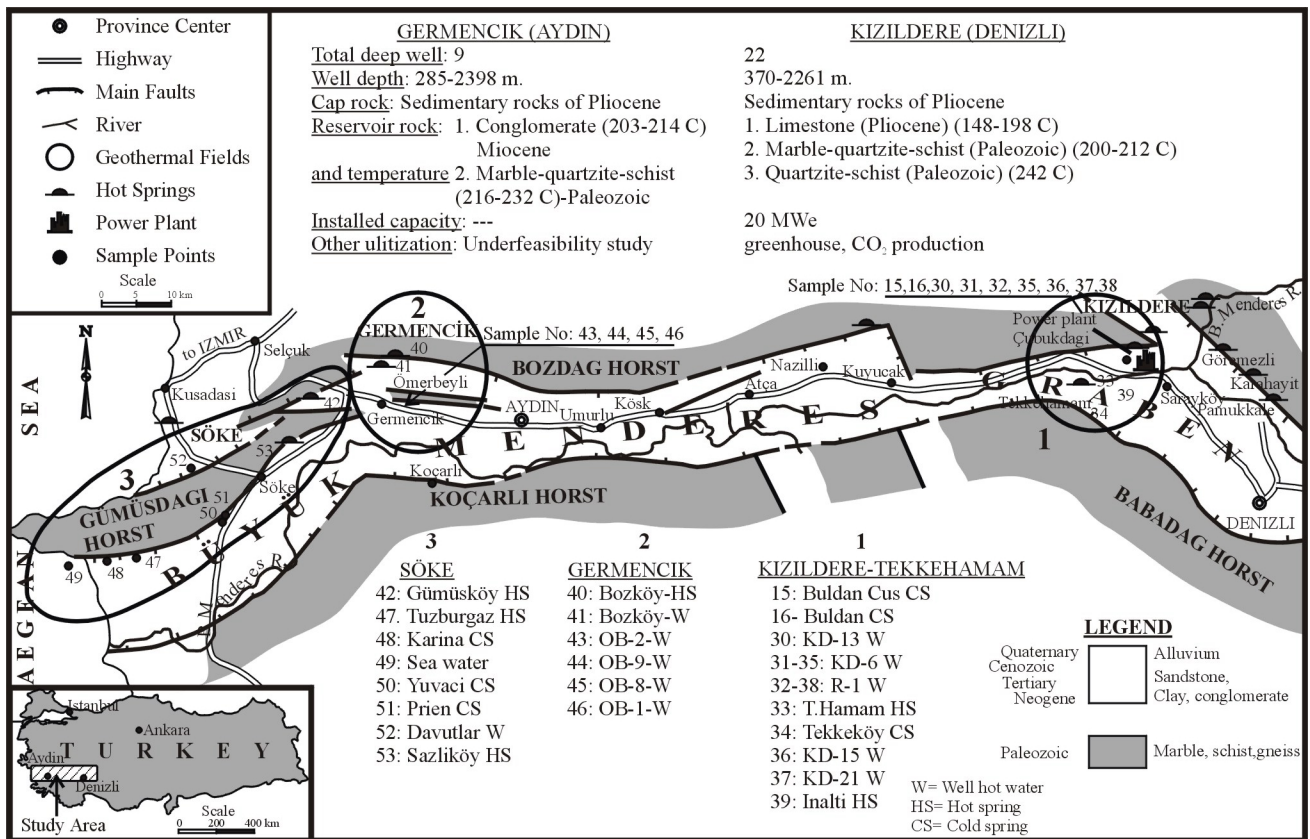 Province Center
Highway
Main Faults
River
Geothermal Fields
Hot Springs
Power Plant
Sample Points
Scale
0 5 10 km
GERMENCIK (AYDIN)
Total deep well: 9
Well depth: 285-2398 m.
Cap rock: Sedimentary rocks of Pliocene
Reservoir rock: 1. Conglomerate (203-214 C)
Miocene
and temperature 2. Marble-quartzite-schist
(216-232 C)-Paleozoic
Installed capacity: ---
Other ulitization: Underfeasibility study
KIZILDERE (DENIZLI)
22
370-2261 m.
Sedimentary rocks of Pliocene
1. Limestone (Pliocene) (148-198 C)
2. Marble-quartzite-schist (Paleozoic) (200-212 C)
3. Quartzite-schist (Paleozoic) (242 C)
20 MWe
greenhouse, CO₂ production
Sample No: 15,16,30, 31, 32, 35, 36, 37.38
N
to IZMIR
Selçuk
Kusadasi
SEA
AEGEAN
2
GERMENCİK
Sample No: 43, 44, 45, 46
40
41
Ömerbeyli
Germencik
BOZDAG HORST
AYDIN
Umurlu
Kösk
Atça
Nazilli
Kuyucak
KIZILDERE
Power plant
Çubukdagi
B.Menderes R.
Göremezli
Karahayit
Pamukkale
Sarayköy
33
39
Tekkehamam
34
1
DENIZLI
BABADAG HORST
BÜYÜK MENDERES GRABEN
42
SÖKE
53
52
3
Söke
51
50
GÜMÜSDAGI
HORST
49
48
47
Koçarlı
KOÇARLI HORST
3
SÖKE
42: Gümüsköy HS
47. Tuzburgaz HS
48: Karina CS
49: Sea water
50: Yuvaci CS
51: Prien CS
52: Davutlar W
53: Sazliköy HS
2
GERMENCIK
40: Bozköy-HS
41: Bozköy-W
43: OB-2-W
44: OB-9-W
45: OB-8-W
46: OB-1-W
1
KIZILDERE-TEKKEHAMAM
15: Buldan Cus CS
16- Buldan CS
30: KD-13 W
31-35: KD-6 W
32-38: R-1 W
33: T.Hamam HS
34: Tekkeköy CS
36: KD-15 W
37: KD-21 W
39: Inalti HS
W= Well hot water
HS= Hot spring
CS= Cold spring
LEGEND
Quaternary
Cenozoic
Tertiary
Neogene
Alluvium
Sandstone,
Clay, conglomerate
Paleozoic
Marble, schist,gneiss
Istanbul
Ankara
TURKEY
Aydin
Denizli
Study Area
Scale
0 200 400 km